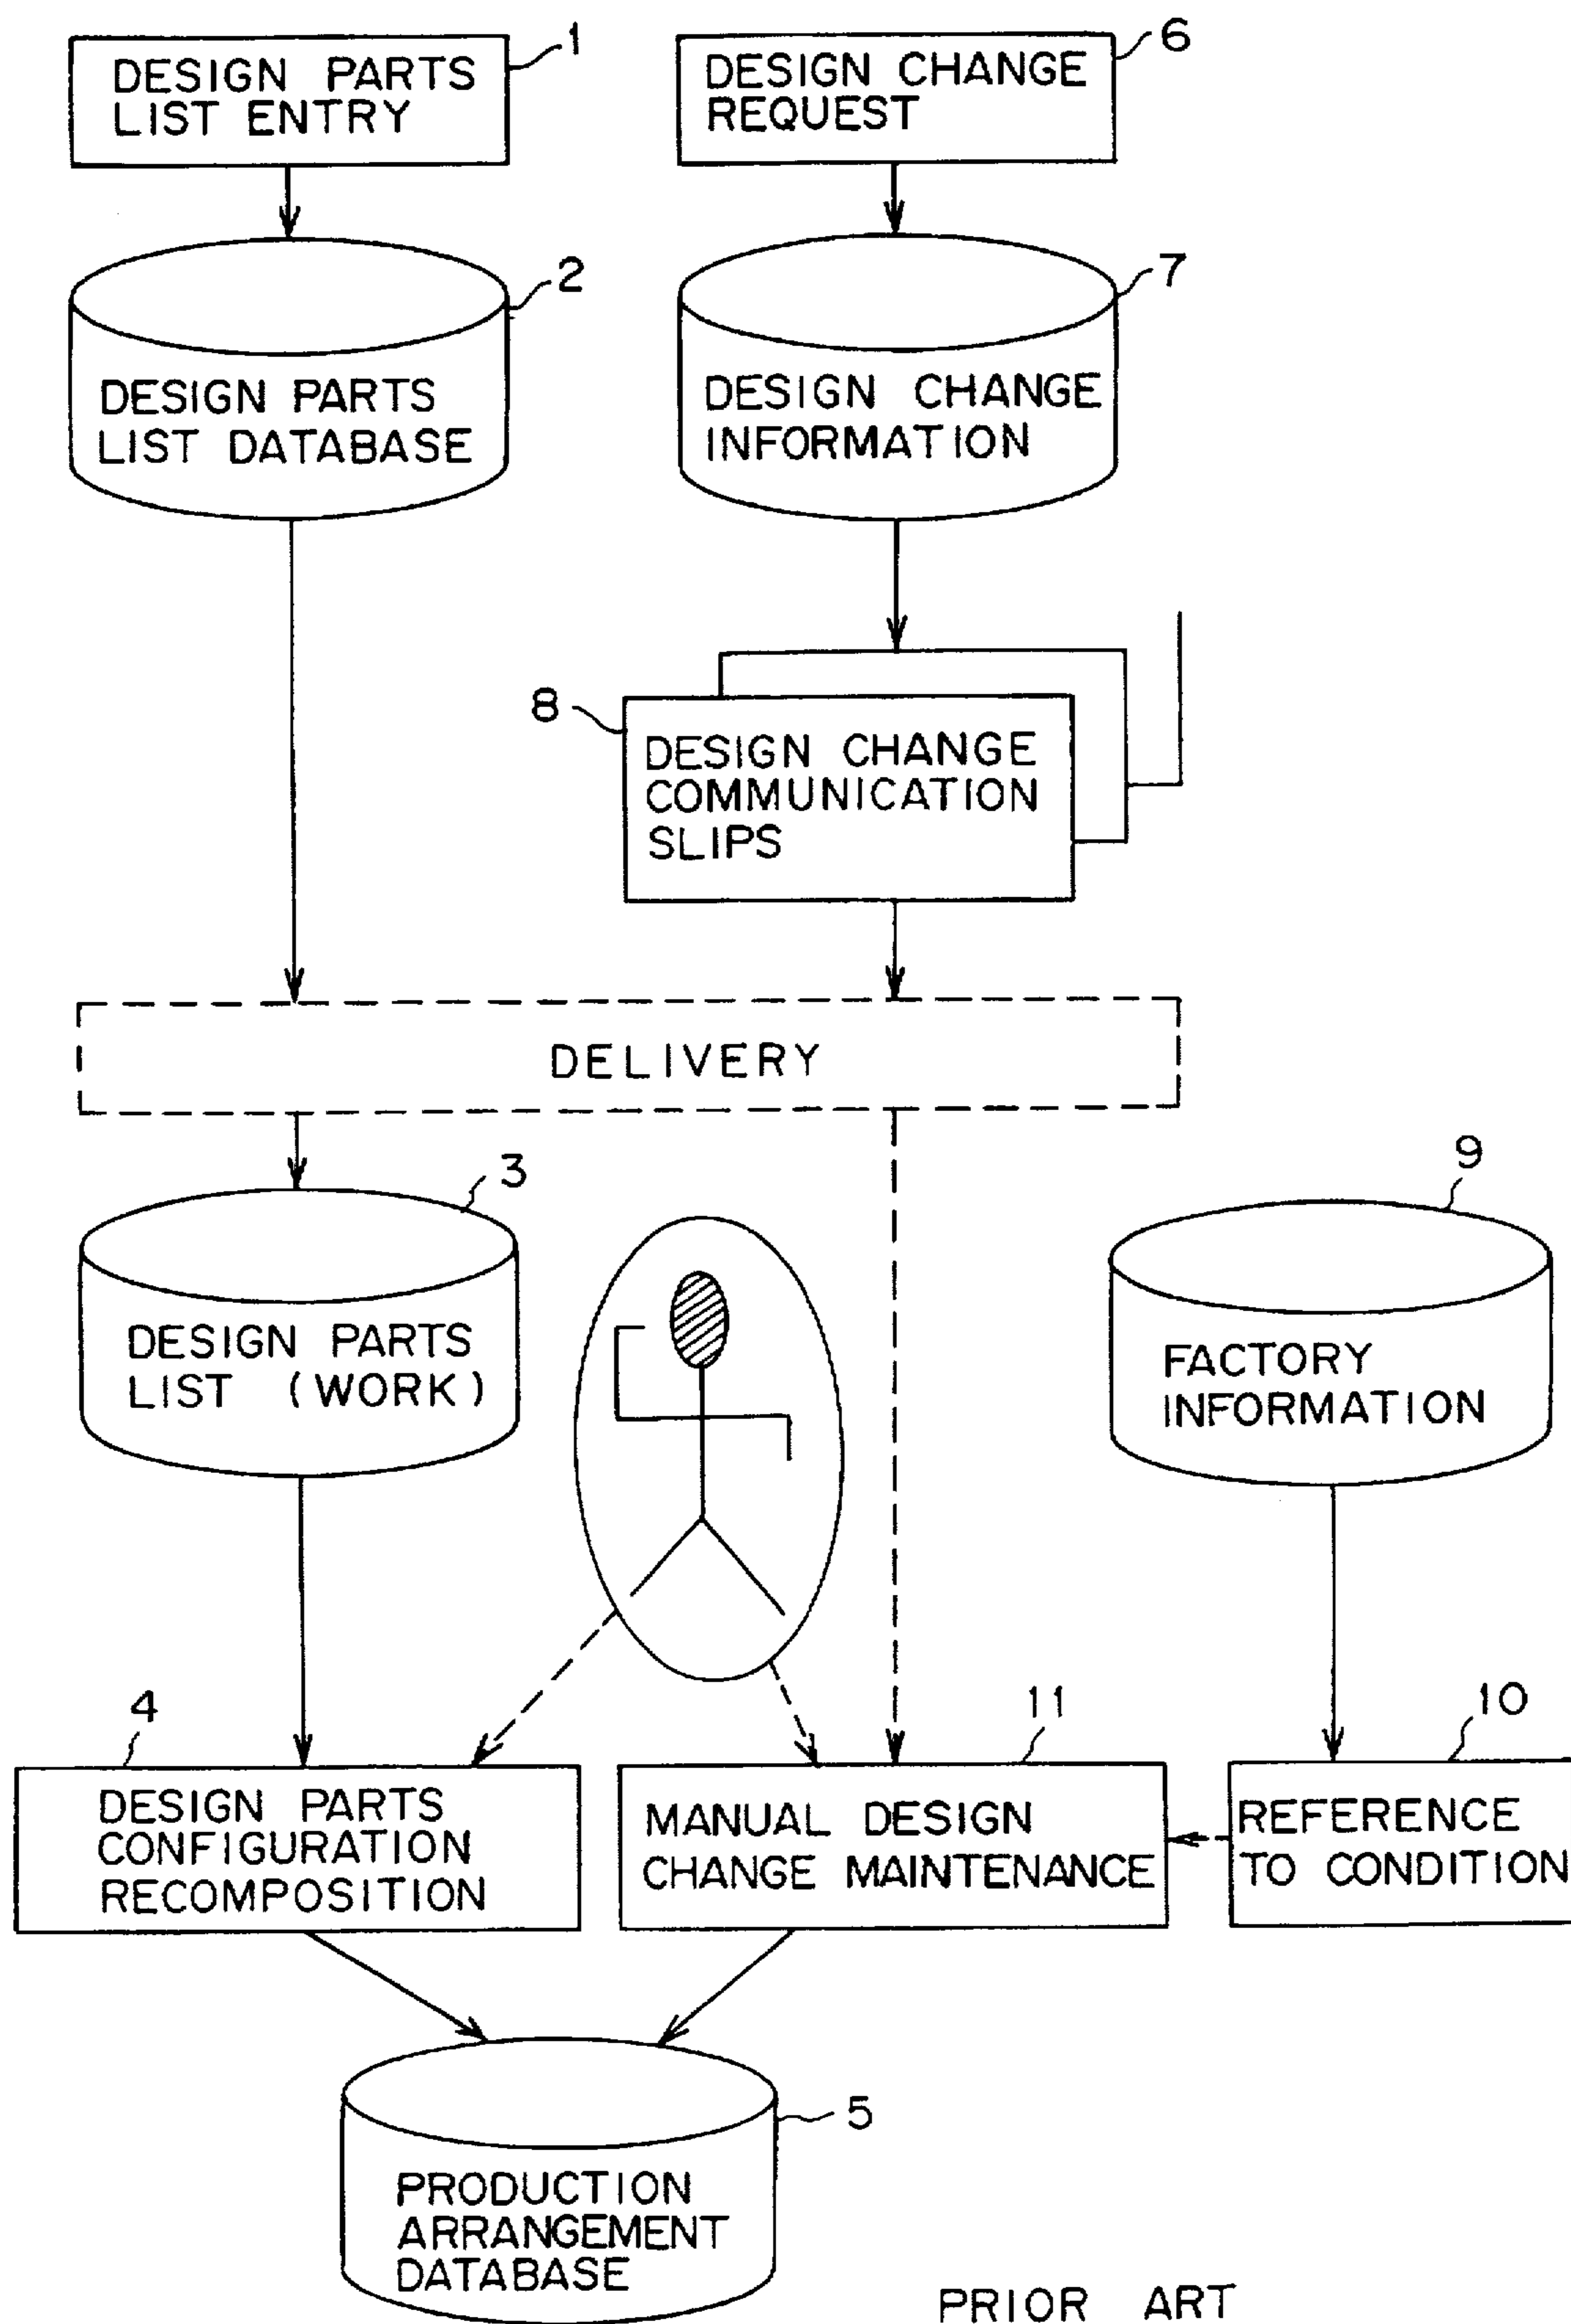 1
DESIGN PARTS
LIST ENTRY
6
DESIGN CHANGE
REQUEST
2
DESIGN PARTS
LIST DATABASE
7
DESIGN CHANGE
INFORMATION
8
DESIGN CHANGE
COMMUNICATION
SLIPS
DELIVERY
3
DESIGN PARTS
LIST (WORK)
9
FACTORY
INFORMATION
4
DESIGN PARTS
CONFIGURATION
RECOMPOSITION
11
MANUAL DESIGN
CHANGE MAINTENANCE
10
REFERENCE
TO CONDITION
5
PRODUCTION
ARRANGEMENT
DATABASE
PRIOR ART